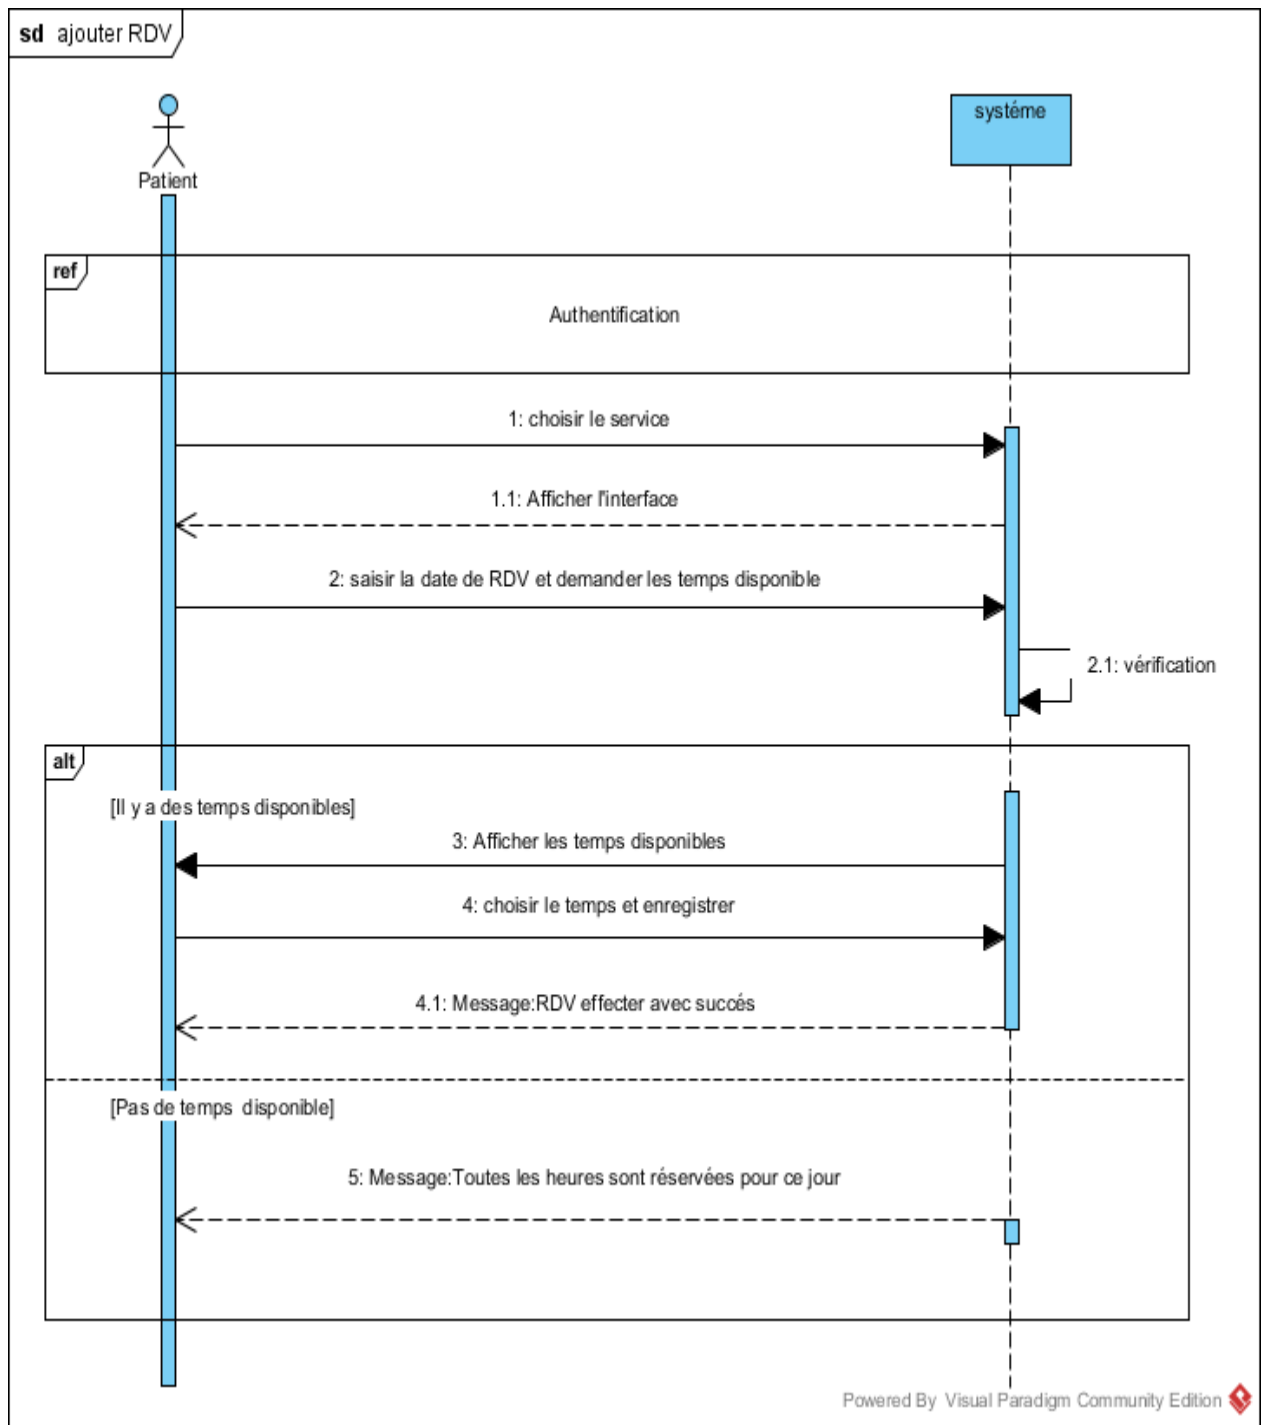 sd ajouter RDV
systéme
Patient
ref
Authentification
1: choisir le service
1.1: Afficher l'interface
2: saisir la date de RDV et demander les temps disponible
2.1: vérification
alt
[Il y a des temps disponibles]
3: Afficher les temps disponibles
4: choisir le temps et enregistrer
4.1: Message:RDV effecter avec succés
[Pas de temps disponible]
5: Message:Toutes les heures sont réservées pour ce jour
Powered By Visual Paradigm Community Edition